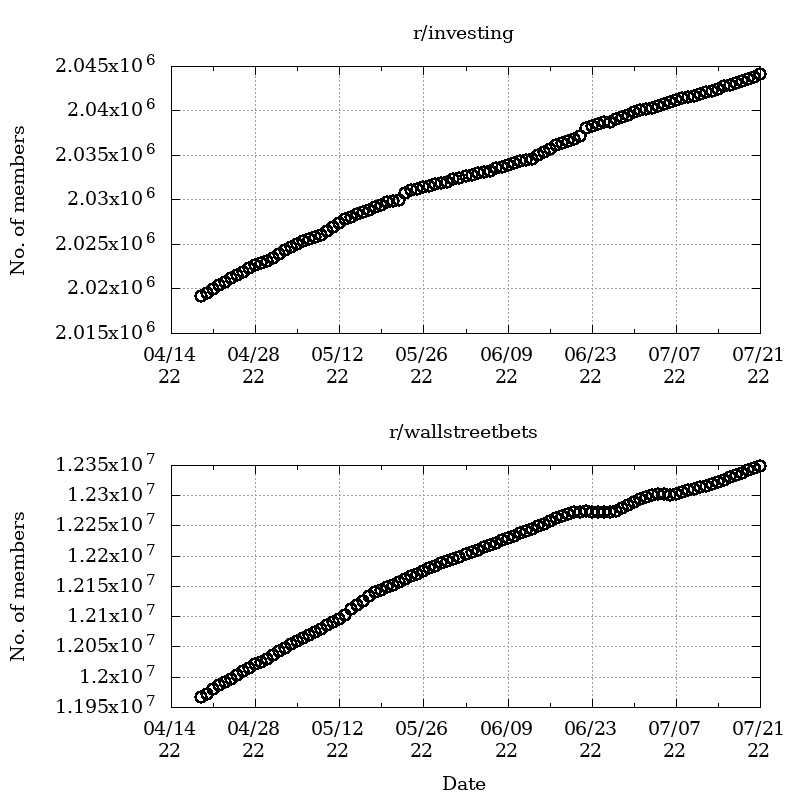 r/investing
2.045x10^6
2.04x10^6
2.035x10^6
2.03x10^6
2.025x10^6
2.02x10^6
2.015x10^6
No. of members
04/14 04/28 05/12 05/26 06/09 06/23 07/07 07/21
22 22 22 22 22 22 22 22
r/wallstreetbets
1.235x10^7
1.23x10^7
1.225x10^7
1.22x10^7
1.215x10^7
1.21x10^7
1.205x10^7
1.2x10^7
1.195x10^7
No. of members
04/14 04/28 05/12 05/26 06/09 06/23 07/07 07/21
22 22 22 22 22 22 22 22
Date